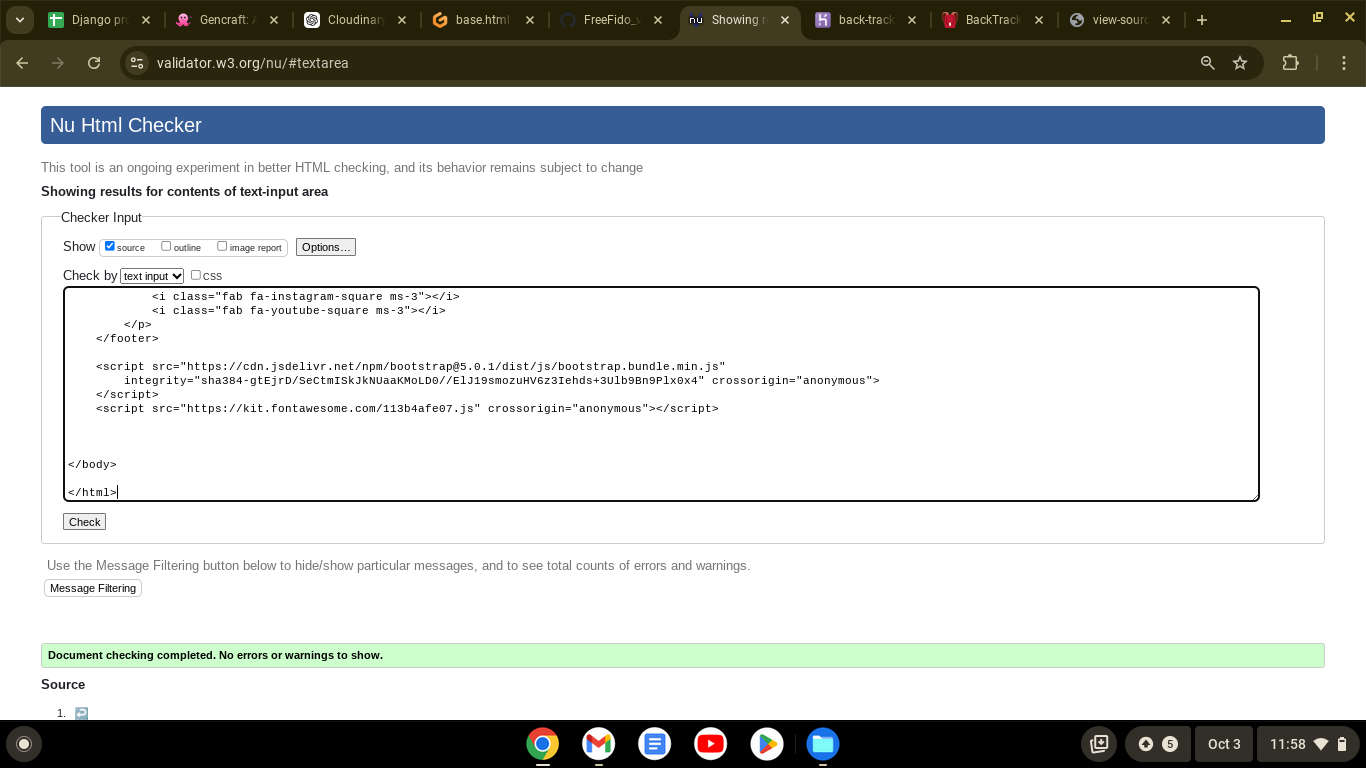 Django pro
Gencraft: A
Cloudinary
base.html
FreeFido_v
nu
Showing re
back-track
BackTrack
view-sourc
validator.w3.org/nu/#textarea
Nu Html Checker
This tool is an ongoing experiment in better HTML checking, and its behavior remains subject to change
Showing results for contents of text-input area
Checker Input
Show source outline image report Options...
Check by text input css
<i class="fab fa-instagram-square ms-3"></i>
<i class="fab fa-youtube-square ms-3"></i>
</p>
</footer>
<script src="https://cdn.jsdelivr.net/npm/bootstrap@5.0.1/dist/js/bootstrap.bundle.min.js"
integrity="sha384-gtEjrD/SeCtmISkJkNUaaKMoLD0//ElJ19smozuHV6z3Iehds+3Ulb9Bn9Plx0x4" crossorigin="anonymous">
</script>
<script src="https://kit.fontawesome.com/113b4afe07.js" crossorigin="anonymous"></script>
</body>
</html>
Check
Use the Message Filtering button below to hide/show particular messages, and to see total counts of errors and warnings.
Message Filtering
Document checking completed. No errors or warnings to show.
Source
1. ↩
5
Oct 3
11:58